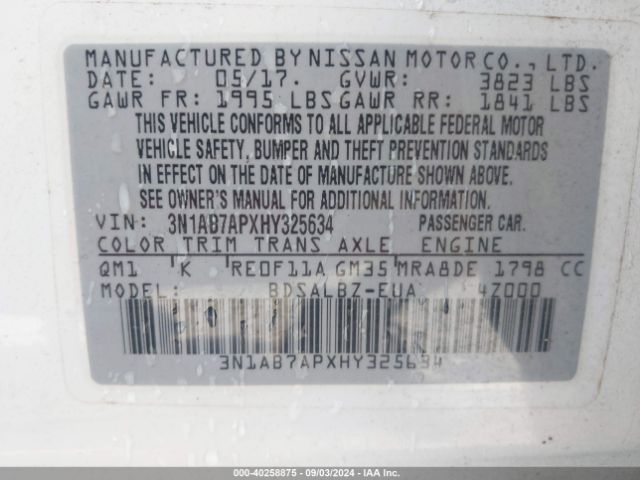 MANUFACTURED BY NISSAN MOTOR CO., LTD.
DATE: 05/17. GVWR: 3823 LBS
GAWR FR: 1995 LBS GAWR RR: 1841 LBS
THIS VEHICLE CONFORMS TO ALL APPLICABLE FEDERAL MOTOR
VEHICLE SAFETY, BUMPER AND THEFT PREVENTION STANDARDS
IN EFFECT ON THE DATE OF MANUFACTURE SHOWN ABOVE.
SEE OWNER'S MANUAL FOR ADDITIONAL INFORMATION.
VIN: 3N1AB7APXHY325634 PASSENGER CAR.
COLOR TRIM TRANS AXLE ENGINE
QM1 K RE0F11A GM35 MRA8DE 1798 CC
MODEL: BDSALBZ-EUA 4Z000
3N1AB7APXHY325634
000-40258875 - 09/03/2024 - IAA Inc.